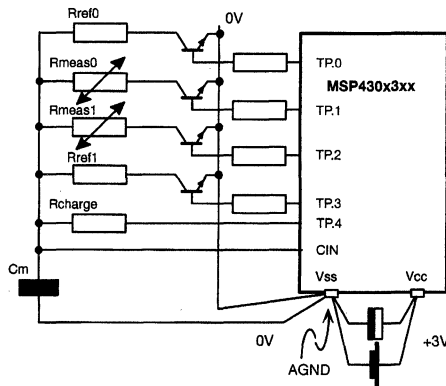 Rref0
0V
Rmeas0
TP.0
MSP430x3xx
Rmeas1
TP.1
TP.2
Rref1
TP.3
Rcharge
TP.4
CIN
Cm
Vss
Vcc
0V
AGND
+3V